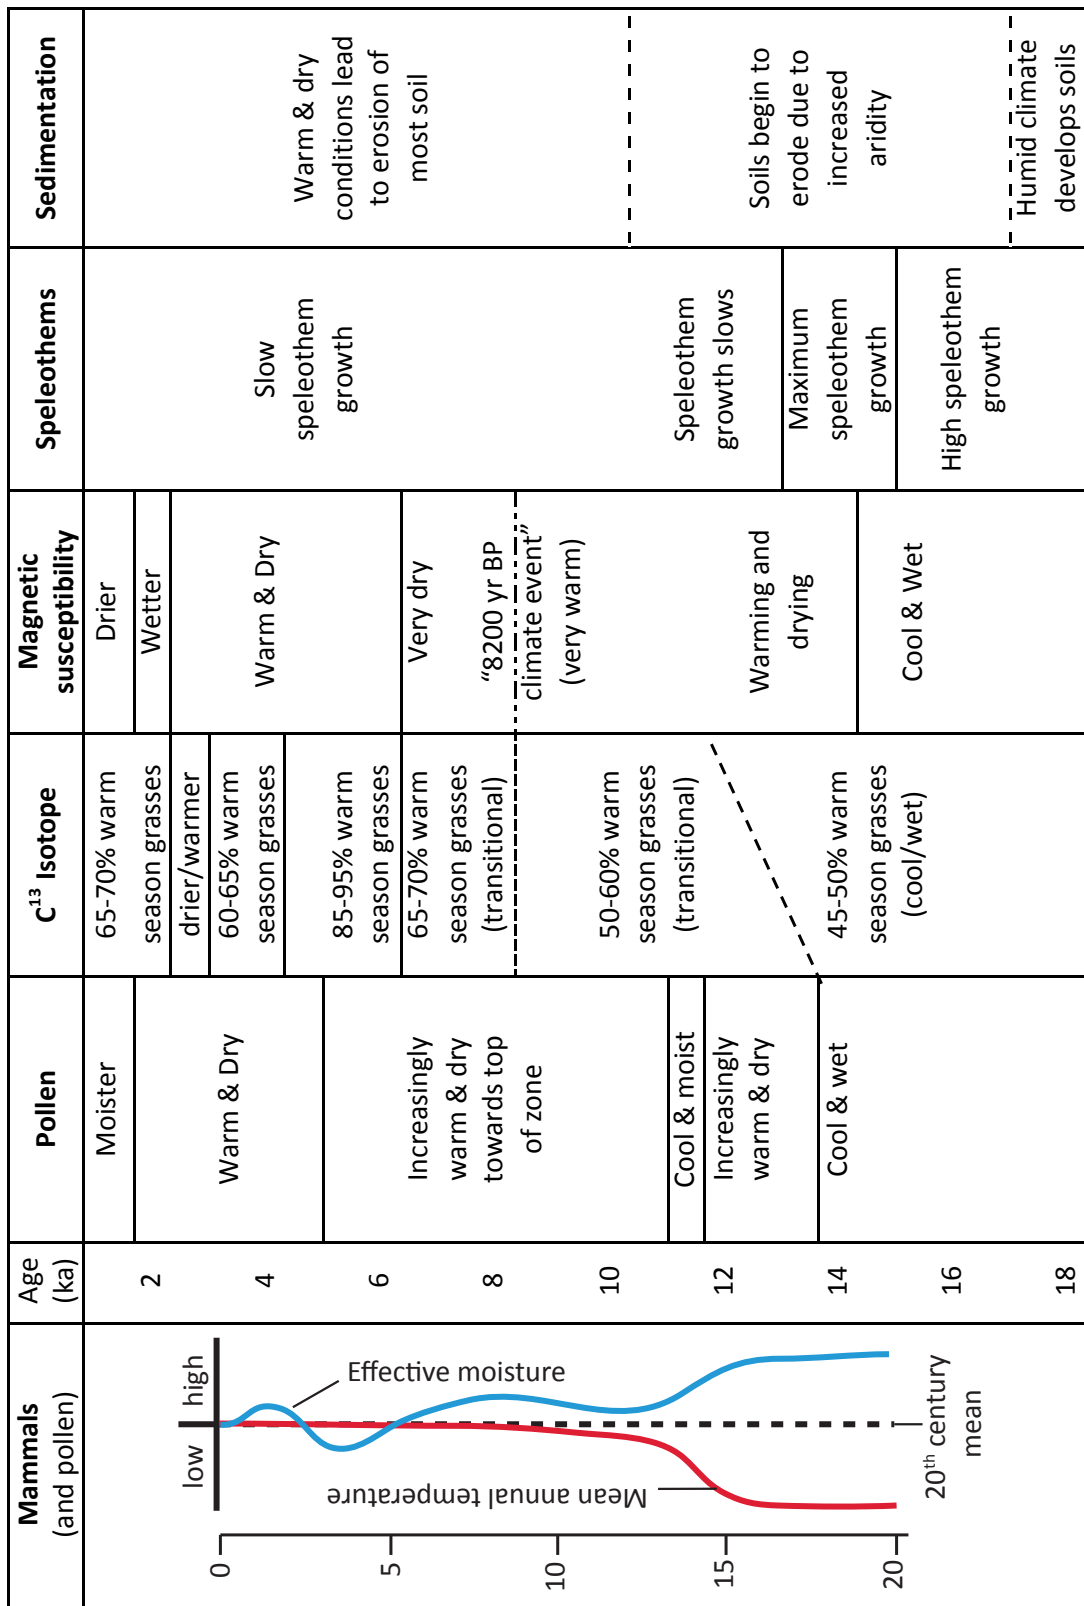 Mammals
(and pollen)
low
high
Effective moisture
Mean annual temperature
20th century
mean
0
5
10
15
20
Age
(ka)
2
4
6
8
10
12
14
16
18
Pollen
Moister
Warm & Dry
Increasingly
warm & dry
towards top
of zone
Cool & moist
Increasingly
warm & dry
Cool & wet
C13 Isotope
65-70% warm
season grasses
drier/warmer
60-65% warm
season grasses
85-95% warm
season grasses
65-70% warm
season grasses
(transitional)
50-60% warm
season grasses
(transitional)
45-50% warm
season grasses
(cool/wet)
Magnetic
susceptibility
Drier
Wetter
Warm & Dry
Very dry
“8200 yr BP
climate event”
(very warm)
Warming and
drying
Cool & Wet
Speleothems
Slow
speleothem
growth
Speleothem
growth slows
Maximum
speleothem
growth
High speleothem
growth
Sedimentation
Warm & dry
conditions lead
to erosion of
most soil
Soils begin to
erode due to
increased
aridity
Humid climate
develops soils